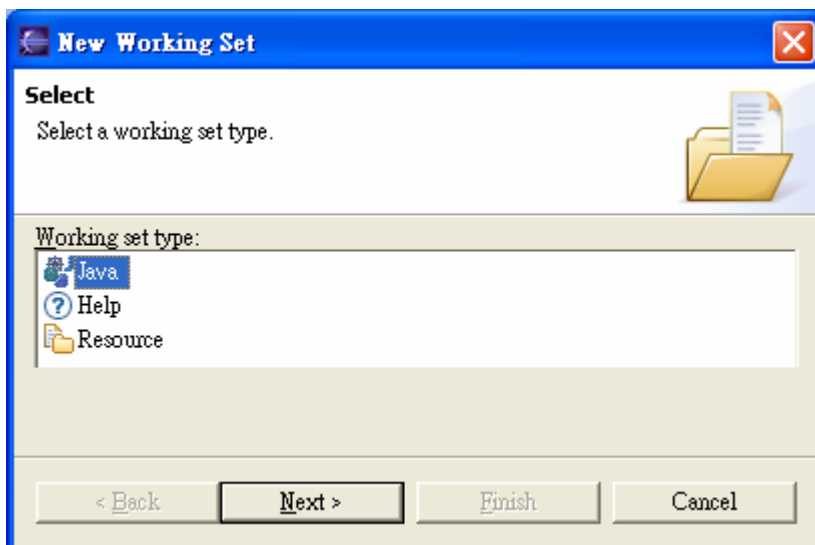 New Working Set
Select
Select a working set type.
Working set type:
Java
Help
Resource
< Back Next > Finish Cancel